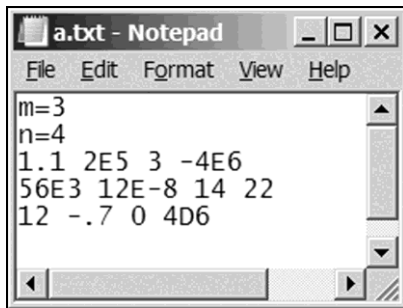 a.txt - Notepad
File Edit Format View Help
m=3
n=4
1.1 2E5 3 -4E6
56E3 12E-8 14 22
12 -.7 0 4D6